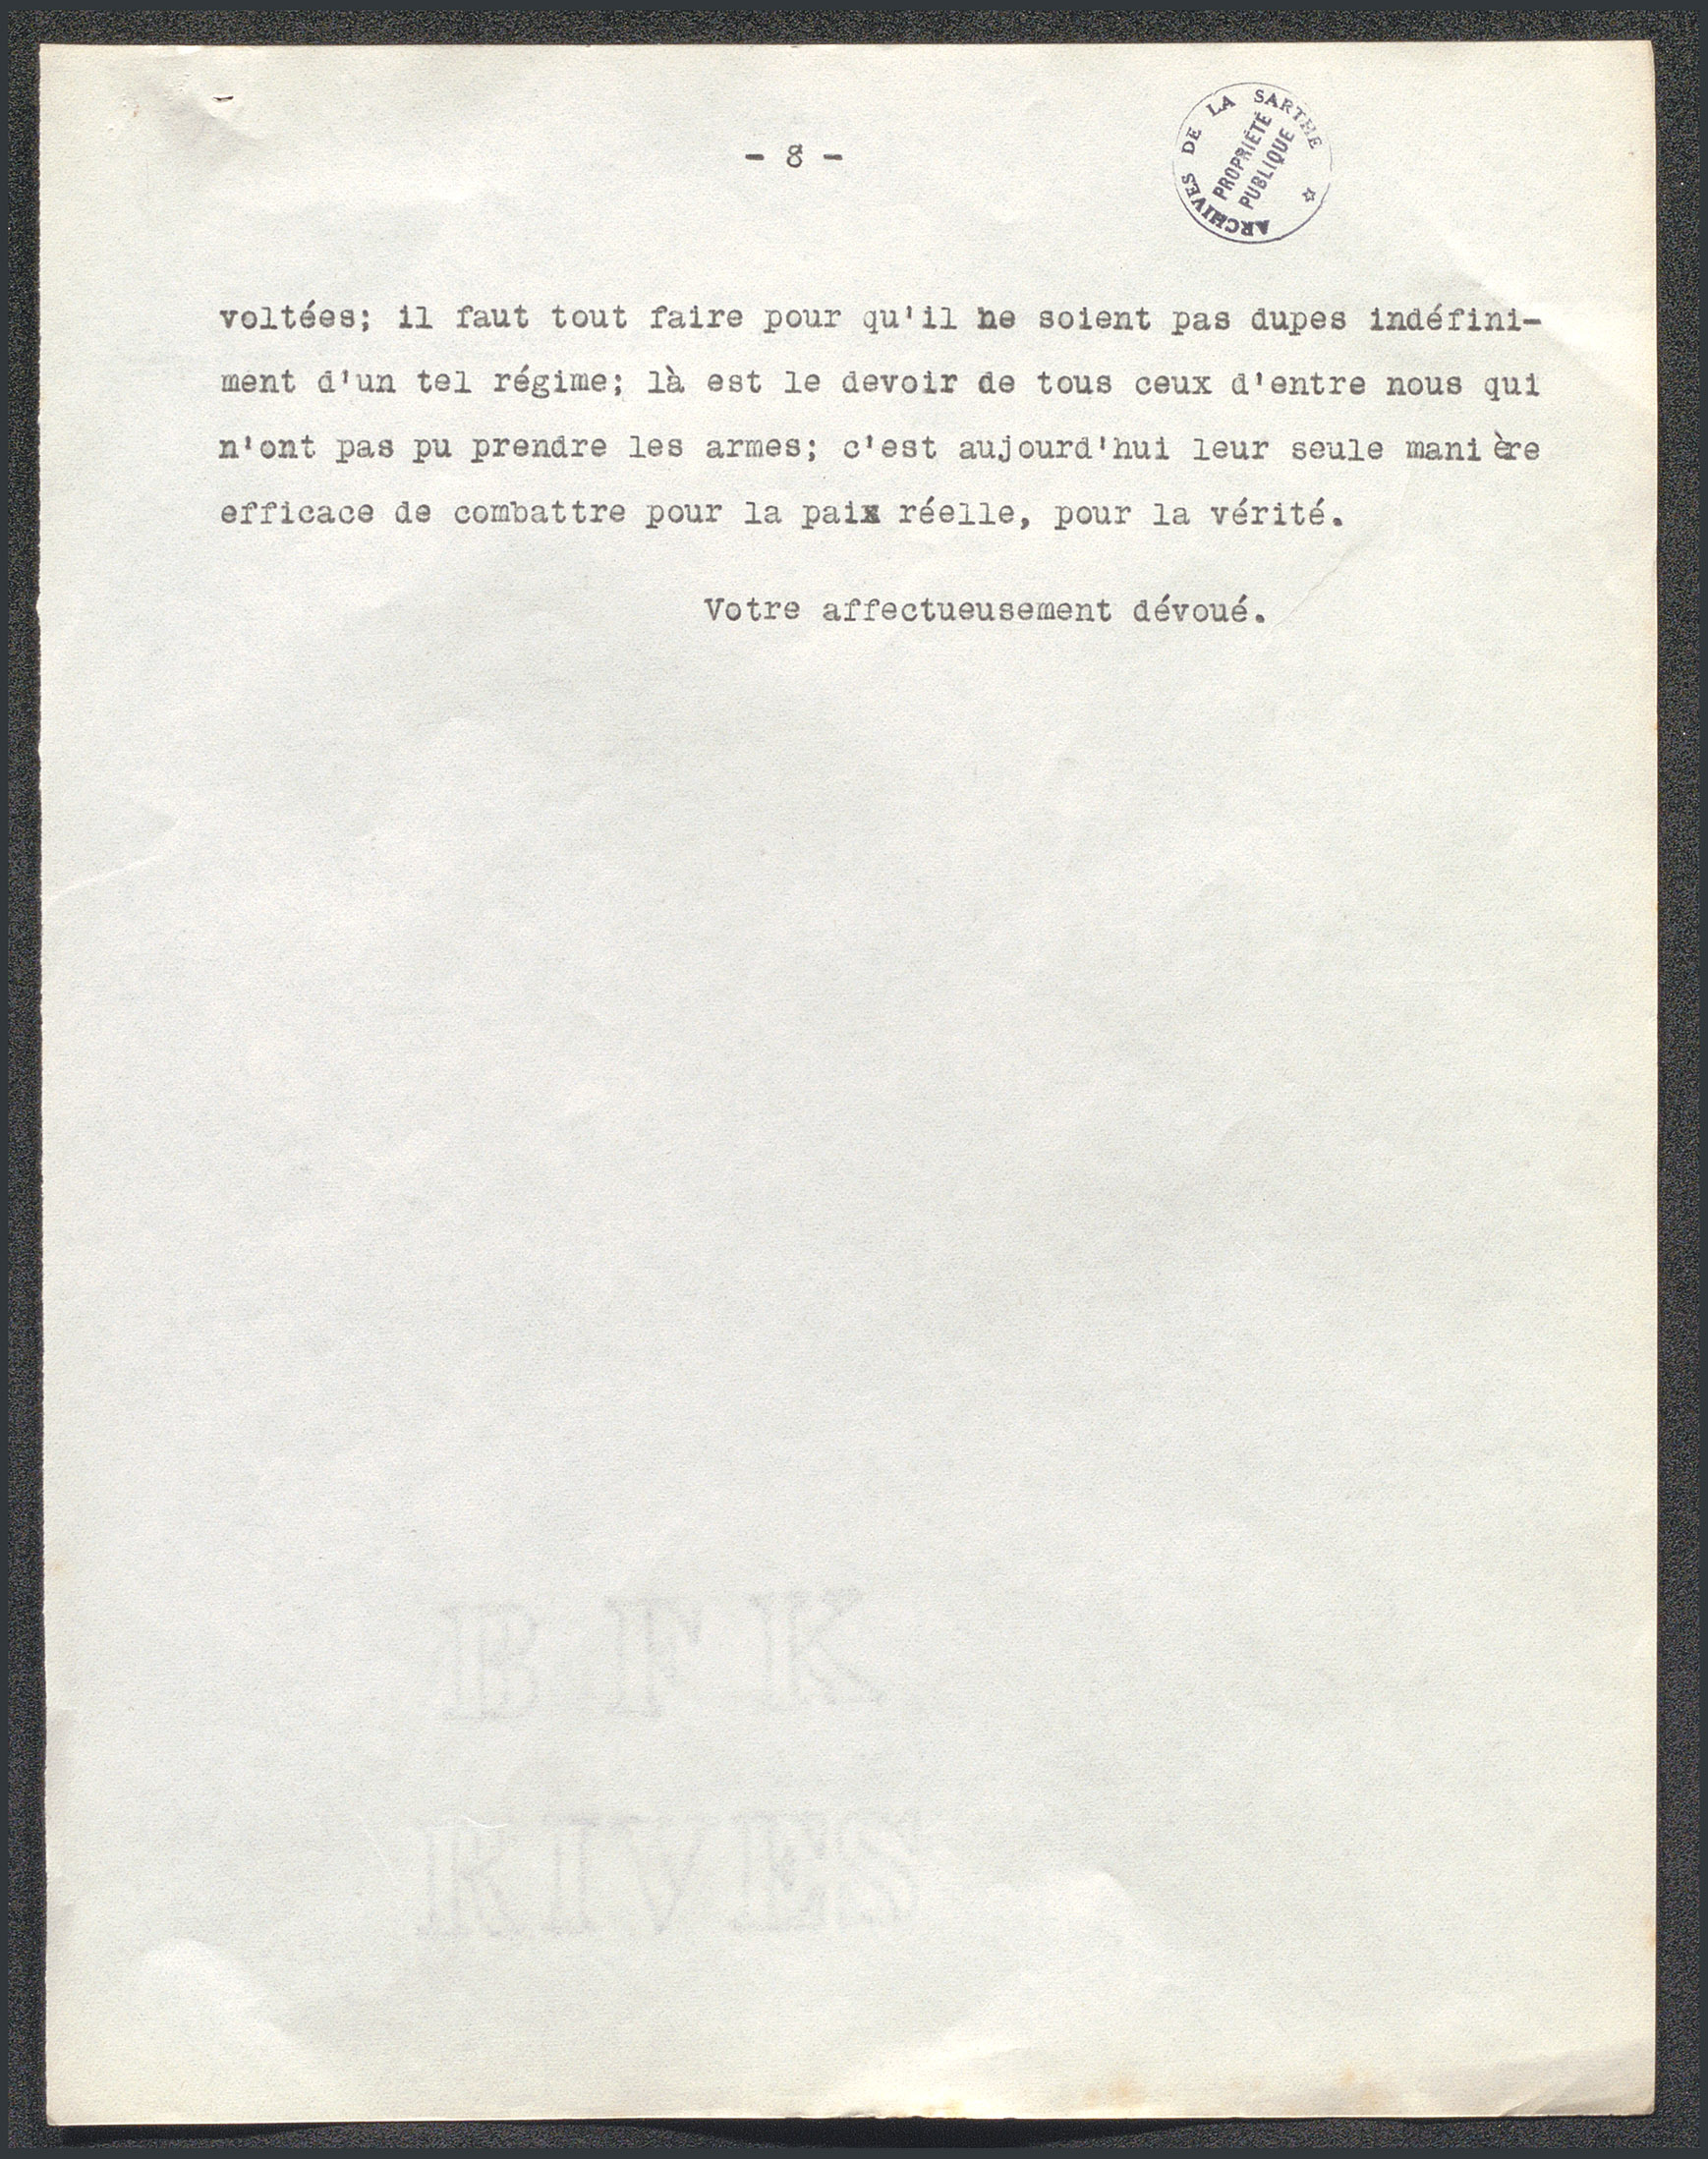 - 8 -
ARCHIVES DE LA SARTHE
PROPRIÉTÉ
PUBLIQUE
voltées; il faut tout faire pour qu'il ne soient pas dupes indéfini-
ment d'un tel régime; là est le devoir de tous ceux d'entre nous qui
n'ont pas pu prendre les armes; c'est aujourd'hui leur seule manière
efficace de combattre pour la paix réelle, pour la vérité.
Votre affectueusement dévoué.